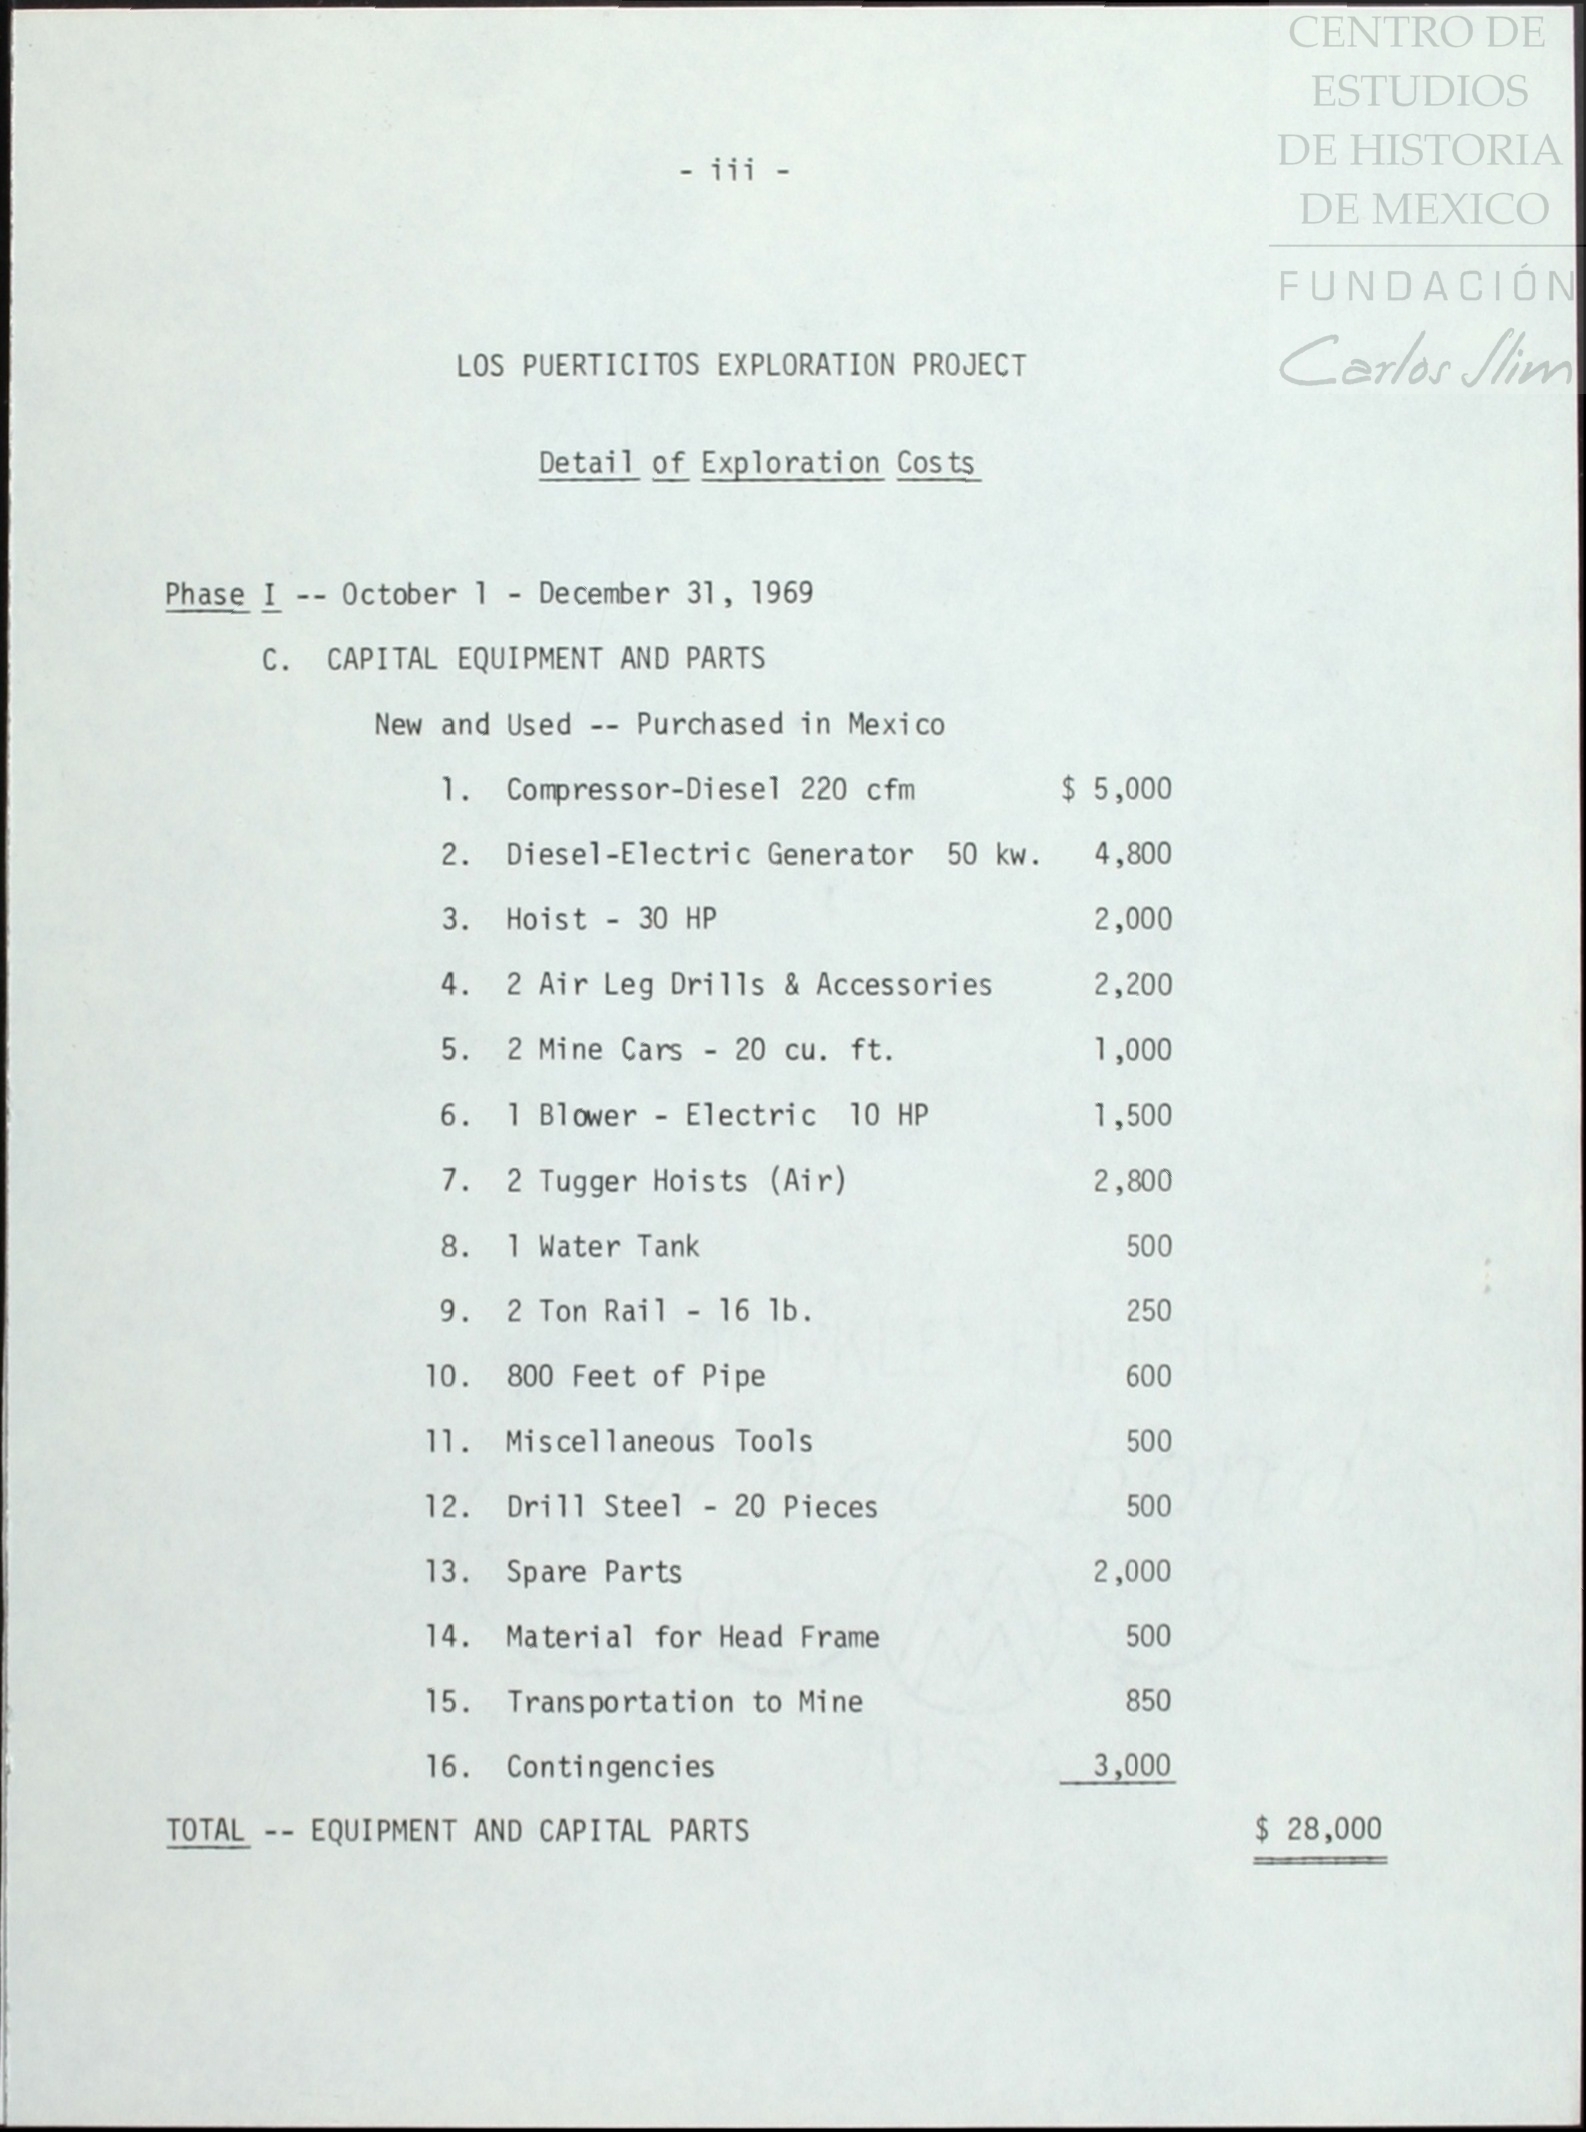 CENTRO DE
ESTUDIOS
DE HISTORIA
DE MEXICO
FUNDACIÓN
Carlos Slim
- iii -
LOS PUERTICITOS EXPLORATION PROJECT
Detail of Exploration Costs
Phase I -- October 1 - December 31, 1969
C. CAPITAL EQUIPMENT AND PARTS
New and Used -- Purchased in Mexico
1. Compressor-Diesel 220 cfm $ 5,000
2. Diesel-Electric Generator 50 kw. 4,800
3. Hoist - 30 HP 2,000
4. 2 Air Leg Drills & Accessories 2,200
5. 2 Mine Cars - 20 cu. ft. 1,000
6. 1 Blower - Electric 10 HP 1,500
7. 2 Tugger Hoists (Air) 2,800
8. 1 Water Tank 500
9. 2 Ton Rail - 16 lb. 250
10. 800 Feet of Pipe 600
11. Miscellaneous Tools 500
12. Drill Steel - 20 Pieces 500
13. Spare Parts 2,000
14. Material for Head Frame 500
15. Transportation to Mine 850
16. Contingencies 3,000
TOTAL -- EQUIPMENT AND CAPITAL PARTS $ 28,000